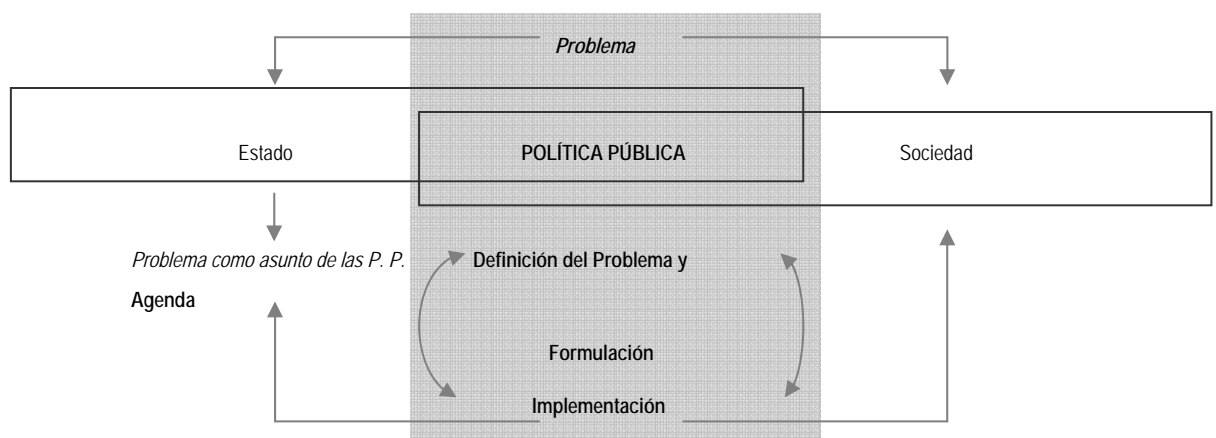 Problema
Estado POLÍTICA PÚBLICA Sociedad
Problema como asunto de las P. P. Definición del Problema y
Agenda
Formulación
Implementación